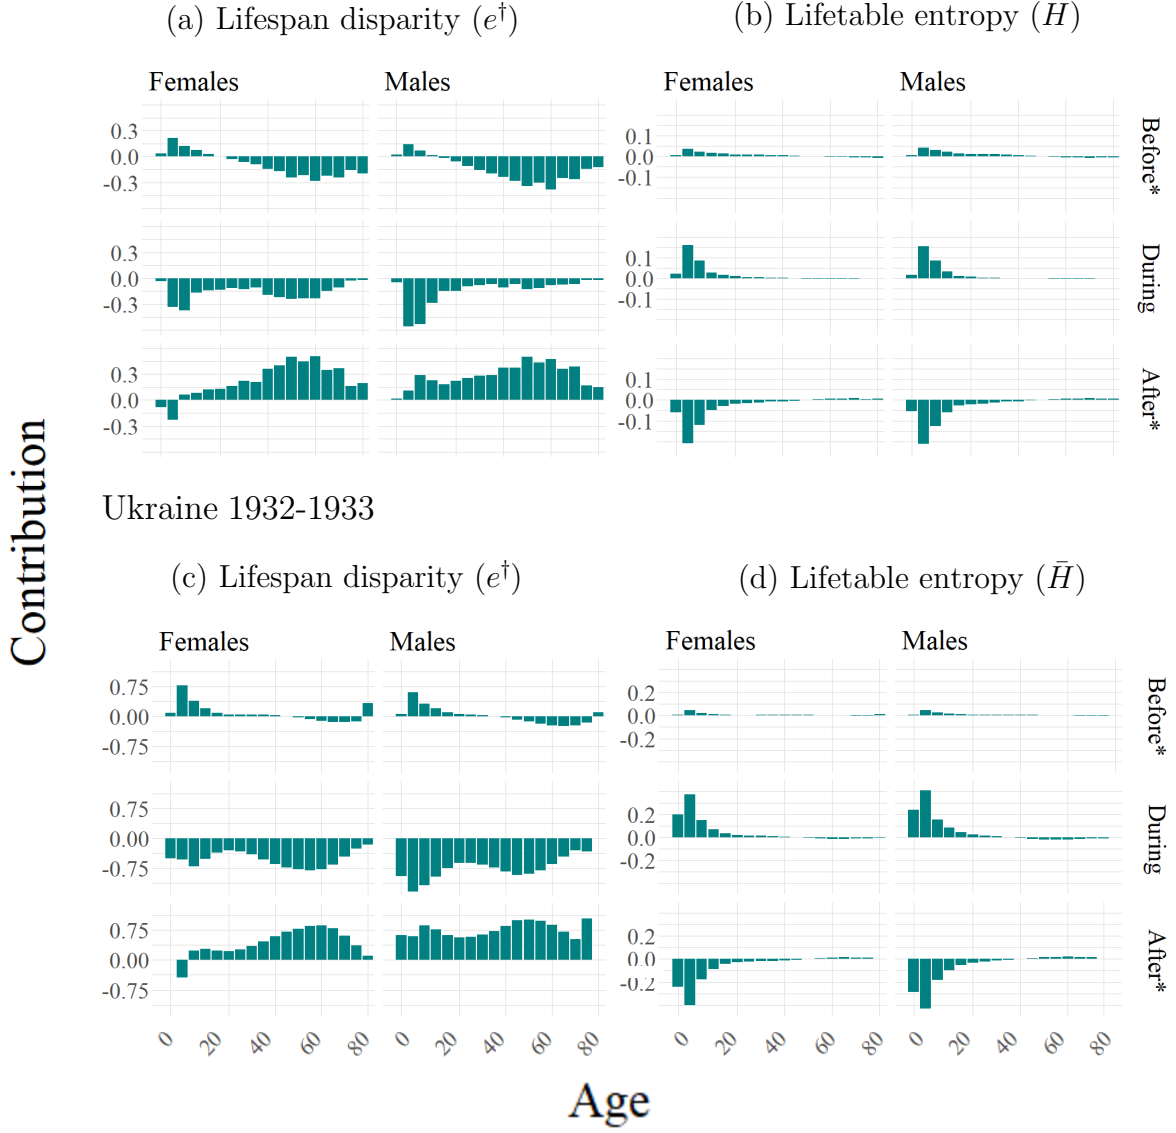 (a) Lifespan disparity (e†)
(b) Lifetable entropy (H)
Females
Males
Females
Males
0.3
0.0
-0.3
0.1
0.0
-0.1
Before*
0.3
0.0
-0.3
0.1
0.0
-0.1
During
0.3
0.0
-0.3
0.1
0.0
-0.1
After*
Contribution
Ukraine 1932-1933
(c) Lifespan disparity (e†)
(d) Lifetable entropy (H̄)
Females
Males
Females
Males
0.75
0.00
-0.75
0.2
0.0
-0.2
Before*
0.75
0.00
-0.75
0.2
0.0
-0.2
During
0.75
0.00
-0.75
0.2
0.0
-0.2
After*
0 20 40 60 80
0 20 40 60 80
0 20 40 60 80
0 20 40 60 80
Age